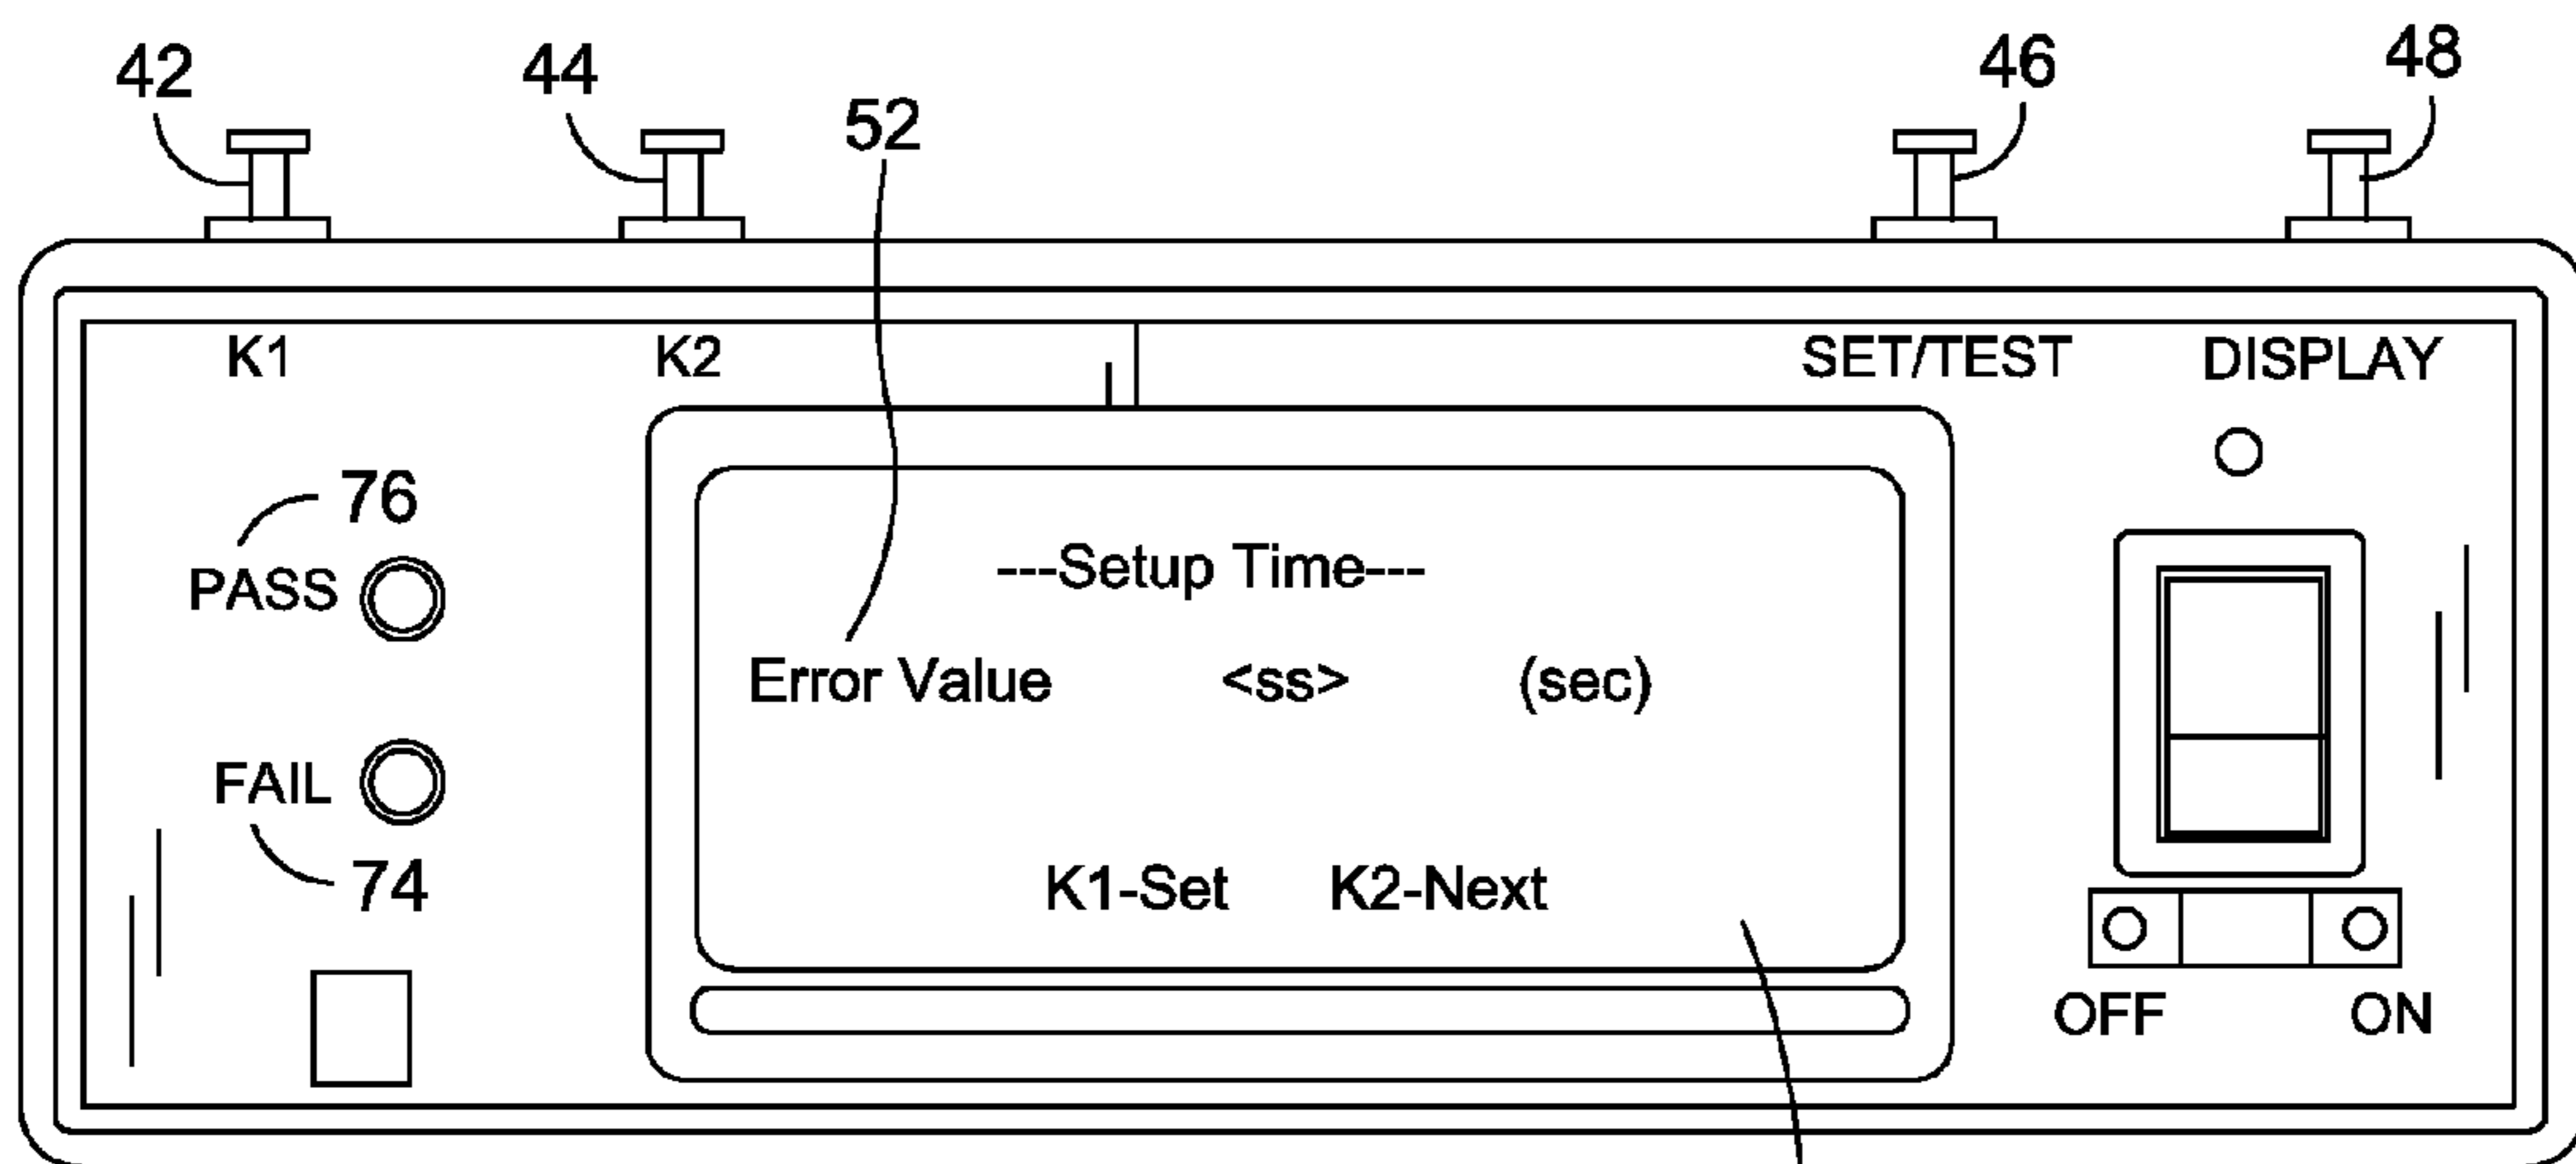 42 44 52 46 48
K1 K2 SET/TEST DISPLAY
76
PASS
---Setup Time---
Error Value <ss> (sec)
FAIL
74
K1-Set K2-Next
OFF ON